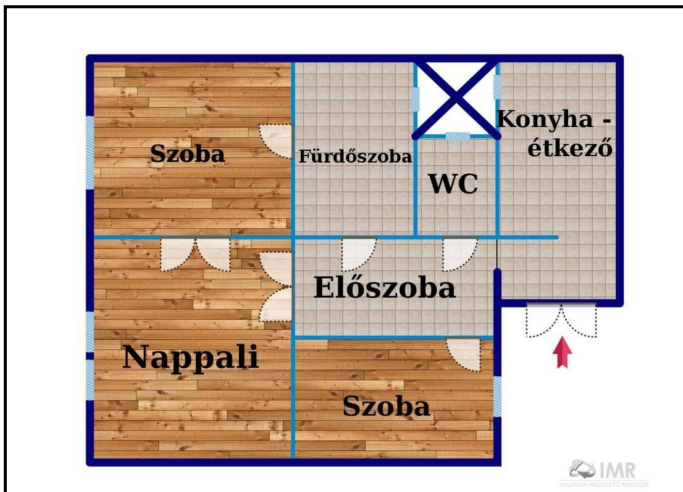 Szoba
Fürdőszoba
WC
Konyha -
étkező
Előszoba
Nappali
Szoba
IMR